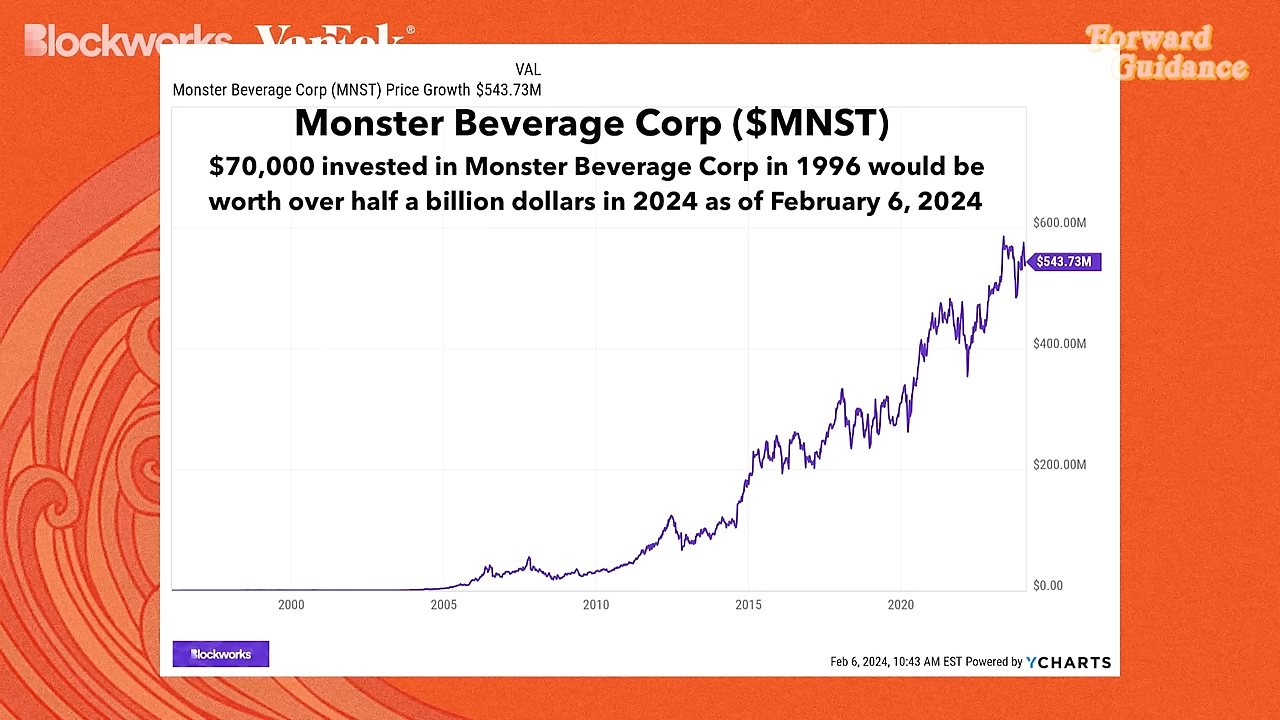 Blockworks
VanEck®
Forward
Guidance
VAL
Monster Beverage Corp (MNST) Price Growth $543.73M
Monster Beverage Corp ($MNST)
$70,000 invested in Monster Beverage Corp in 1996 would be
worth over half a billion dollars in 2024 as of February 6, 2024
$600.00M
$543.73M
$400.00M
$200.00M
$0.00
2000 2005 2010 2015 2020
Blockworks
Feb 6, 2024, 10:43 AM EST Powered by YCHARTS